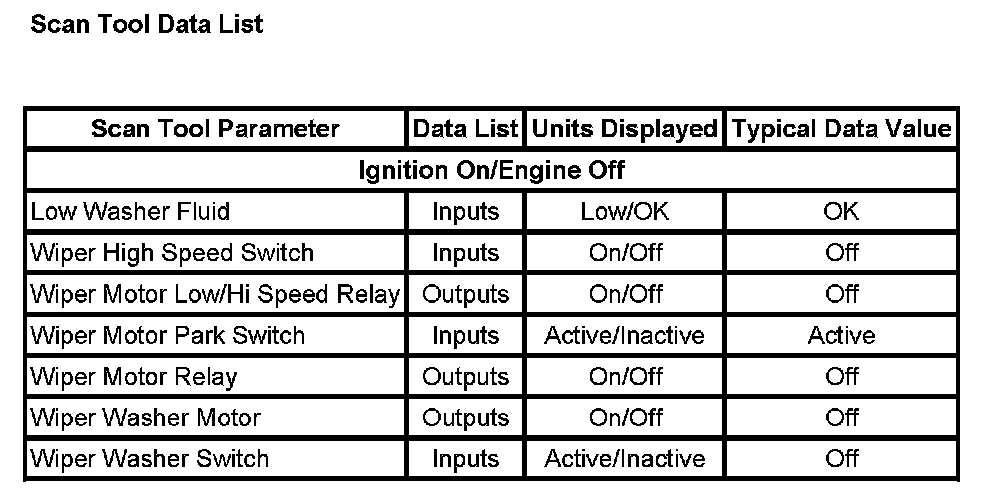 Scan Tool Data List
Scan Tool Parameter Data List Units Displayed Typical Data Value
Ignition On/Engine Off
Low Washer Fluid Inputs Low/OK OK
Wiper High Speed Switch Inputs On/Off Off
Wiper Motor Low/Hi Speed Relay Outputs On/Off Off
Wiper Motor Park Switch Inputs Active/Inactive Active
Wiper Motor Relay Outputs On/Off Off
Wiper Washer Motor Outputs On/Off Off
Wiper Washer Switch Inputs Active/Inactive Off